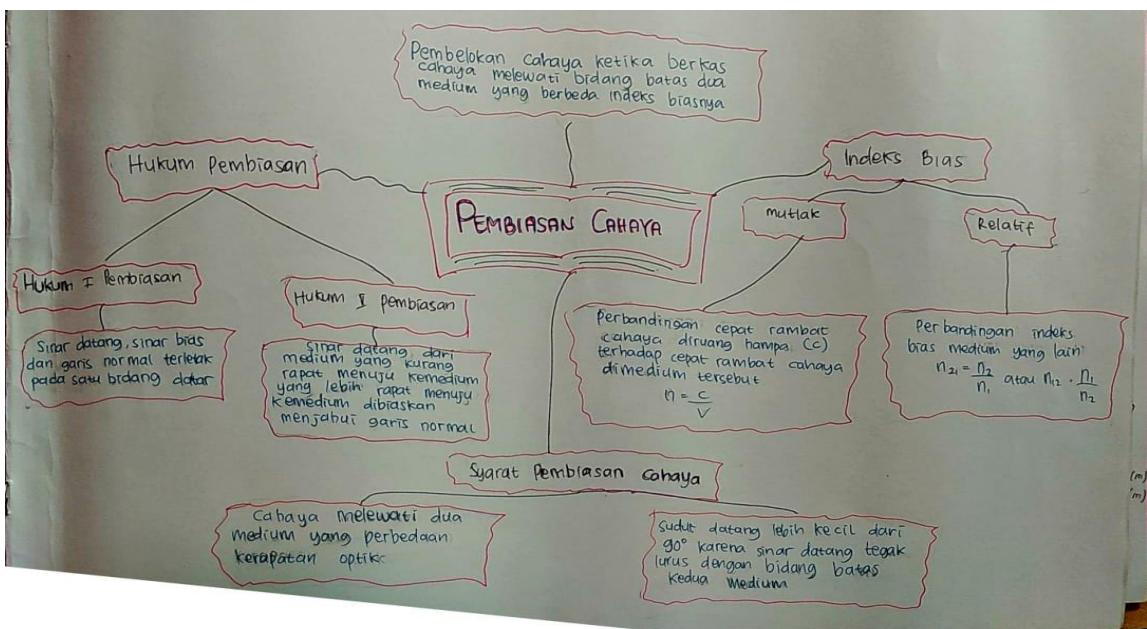 Pembelokan cahaya ketika berkas
cahaya melewati bidang batas dua
medium yang berbeda indeks biasnya
Hukum Pembiasan
Indeks Bias
PEMBIASAN CAHAYA
mutlak
Relatif
Hukum I Pembiasan
Hukum II pembiasan
Sinar datang, sinar bias
dan garis normal terletak
pada satu bidang datar
Sinar datang dari
medium yang kurang
rapat menuju kemedium
yang lebih rapat menuju
kemedium dibiaskan
menjabui garis normal
Perbandingan cepat rambat
cahaya diruang hampa (c)
terhadap cepat rambat cahaya
dimedium tersebut
n = c/v
Perbandingan indeks
bias medium yang lain
n₂₁ = n₂/n₁ atau n₁₂ . n₁/n₂
Syarat Pembiasan cahaya
Cahaya melewati dua
medium yang perbedaan
kerapatan optik
sudut datang lebih kecil dari
90° karena sinar datang tegak
lurus dengan bidang batas
kedua medium
(m)
(m)